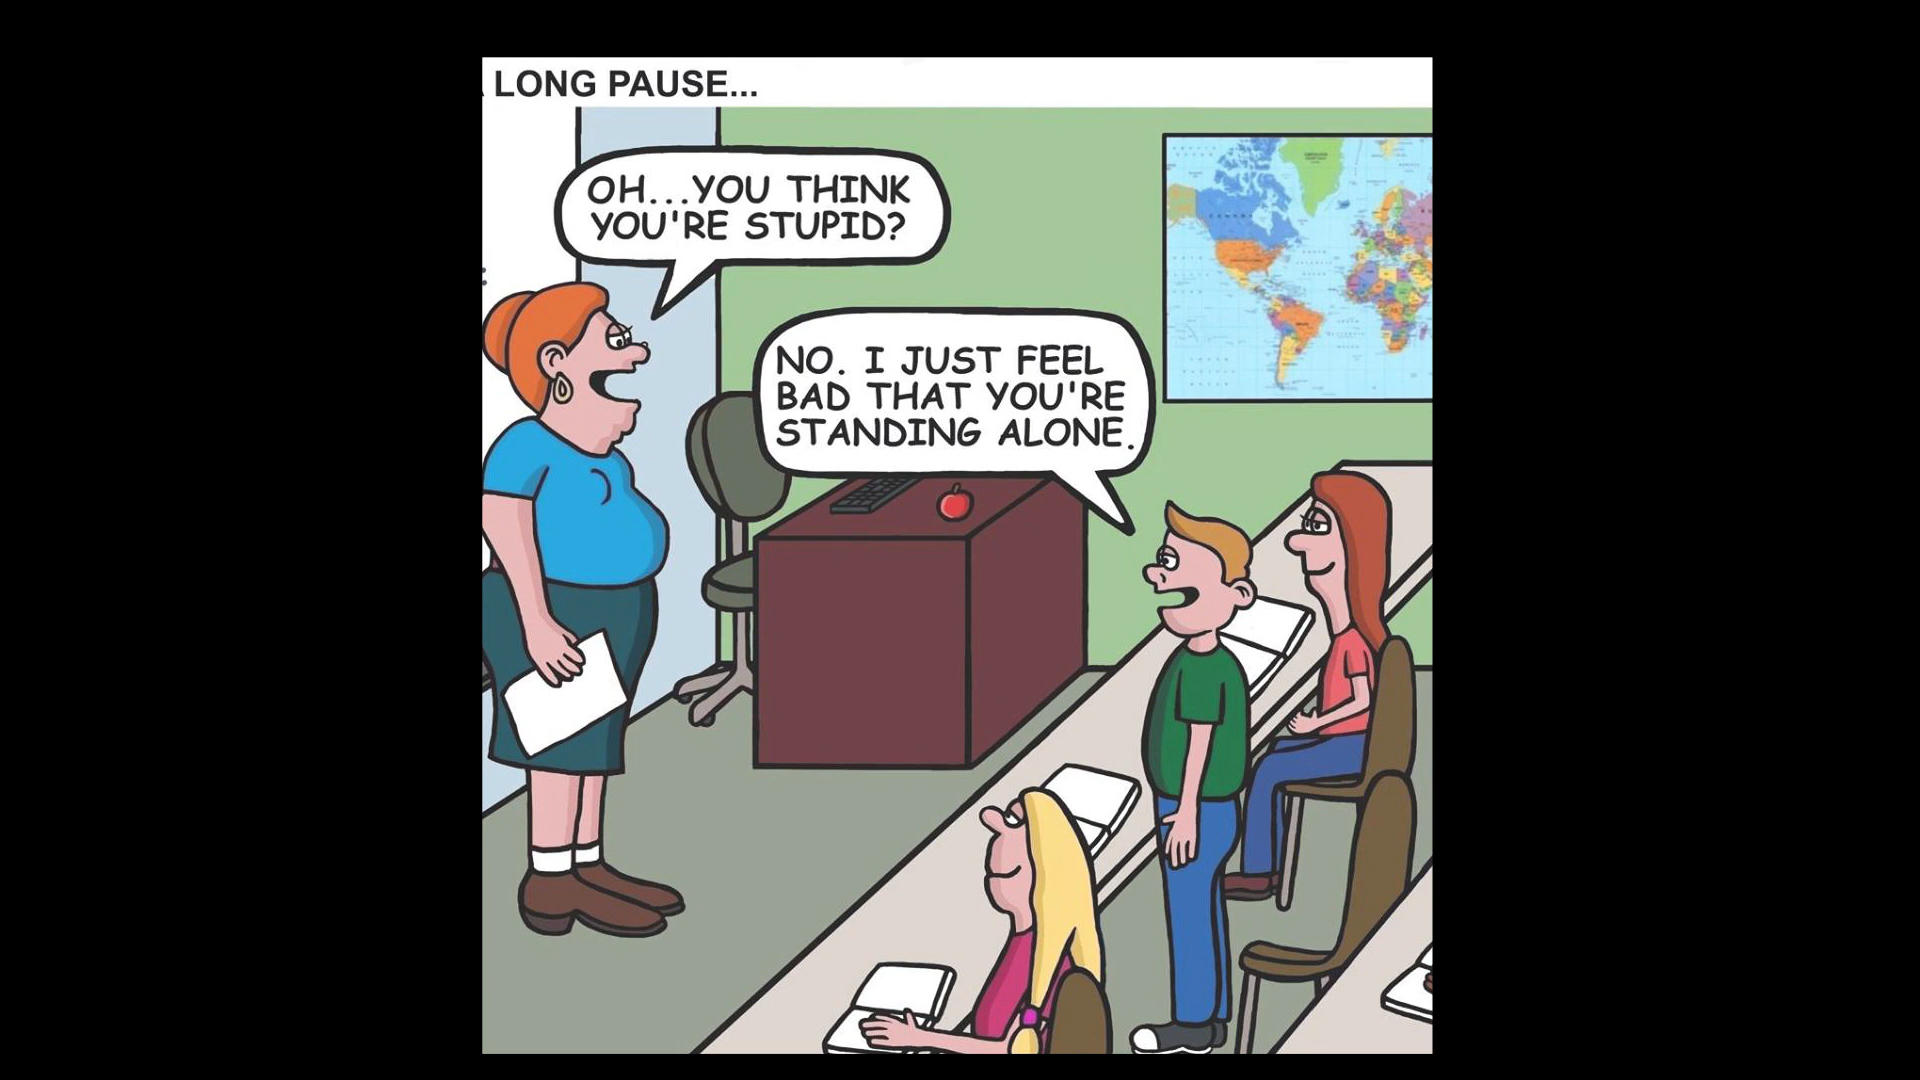 LONG PAUSE...
OH...YOU THINK
YOU'RE STUPID?
NO. I JUST FEEL
BAD THAT YOU'RE
STANDING ALONE.